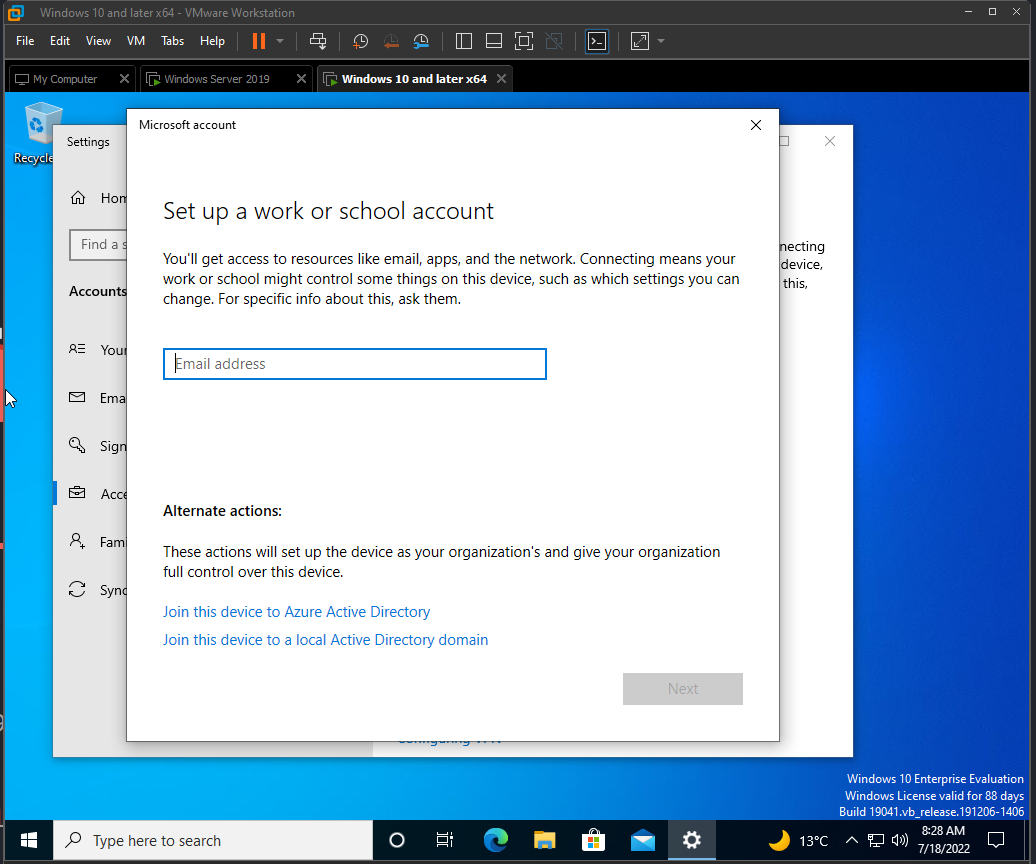 Windows 10 and later x64 - VMware Workstation
File Edit View VM Tabs Help
My Computer Windows Server 2019 Windows 10 and later x64
Recycle
Settings
Microsoft account
Hom
Find a s
Accounts
Your
Ema
Sign
Acce
Fami
Sync
Set up a work or school account
You'll get access to resources like email, apps, and the network. Connecting means your
work or school might control some things on this device, such as which settings you can
change. For specific info about this, ask them.
Email address
Alternate actions:
These actions will set up the device as your organization's and give your organization
full control over this device.
Join this device to Azure Active Directory
Join this device to a local Active Directory domain
Next
necting
device,
this,
Windows 10 Enterprise Evaluation
Windows License valid for 88 days
Build 19041.vb_release.191206-1406
Type here to search
13°C
8:28 AM
7/18/2022